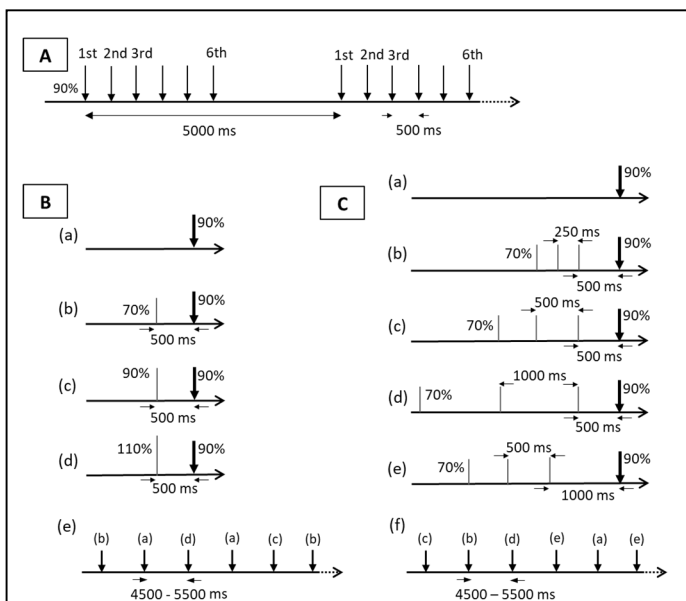 A
1st 2nd 3rd 6th 1st 2nd 3rd 6th
90%
5000 ms 500 ms
B
(a) 90%
(b) 70% 90%
500 ms
(c) 90% 90%
500 ms
(d) 110% 90%
500 ms
(e) (b) (a) (d) (a) (c) (b)
4500 - 5500 ms
C
(a) 90%
250 ms
(b) 70% 90%
500 ms
500 ms
(c) 70% 90%
500 ms
1000 ms
(d) 70% 90%
500 ms
500 ms
(e) 70% 90%
1000 ms
(f) (c) (b) (d) (e) (a) (e)
4500 – 5500 ms